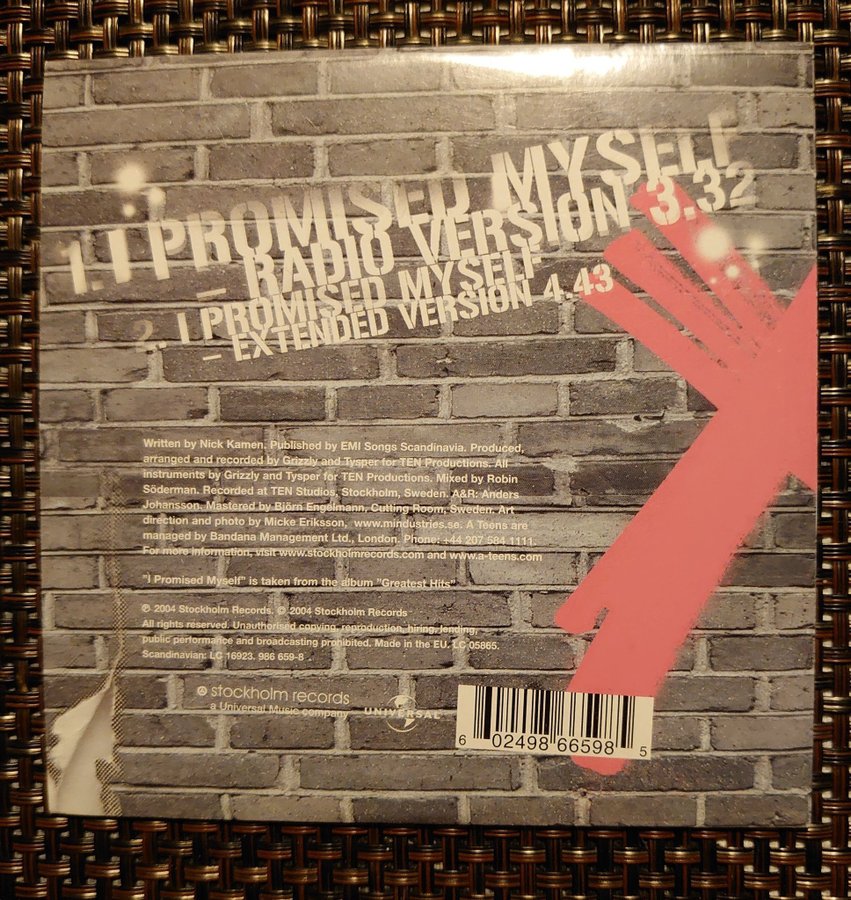 1. I PROMISED MYSELF
– RADIO VERSION 3.32
2. I PROMISED MYSELF
– EXTENDED VERSION 4.43
Written by Nick Kamen. Published by EMI Songs Scandinavia. Produced,
arranged and recorded by Grizzly and Tysper for TEN Productions. All
instruments by Grizzly and Tysper for TEN Productions. Mixed by Robin
Söderman. Recorded at TEN Studios, Stockholm, Sweden. A&R: Anders
Johansson. Mastered by Björn Engelmann, Cutting Room, Sweden. Art
direction and photo by Micke Eriksson, www.mindustries.se. A Teens are
managed by Bandana Management Ltd., London. Phone: +44 207 584 1111.
For more information, visit www.stockholmrecords.com and www.a-teens.com
"I Promised Myself" is taken from the album "Greatest Hits"
℗ 2004 Stockholm Records. © 2004 Stockholm Records
All rights reserved. Unauthorised copying, reproduction, hiring, lending,
public performance and broadcasting prohibited. Made in the EU. LC 05865.
Scandinavian: LC 16923. 986 659-8
stockholm records
a Universal Music company
UNIVERSAL
6 02498 66598 5